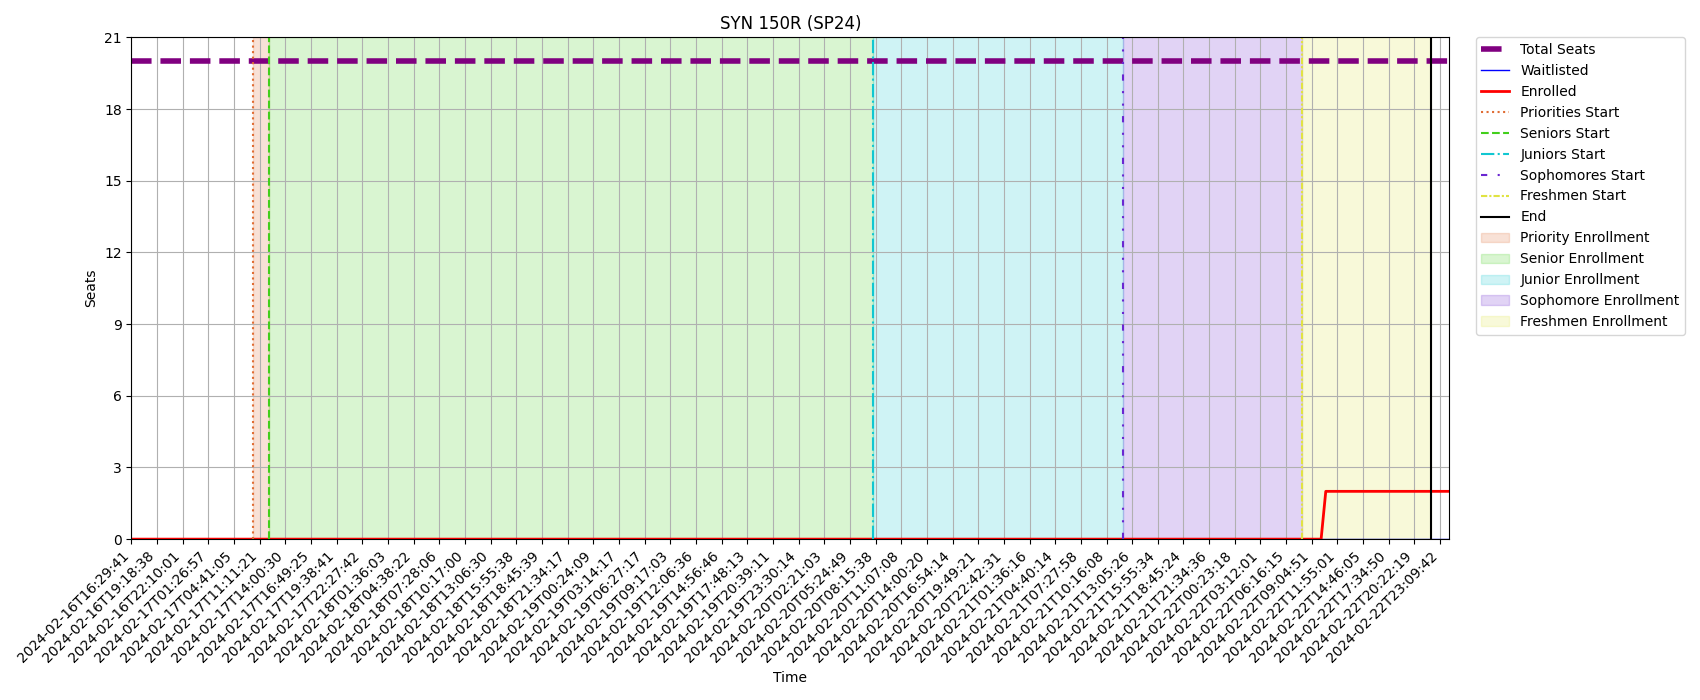 SYN 150R (SP24)
21
18
15
12
9
6
3
0
Seats
2024-02-16T16:29:41
2024-02-16T19:18:38
2024-02-16T22:10:01
2024-02-17T01:26:57
2024-02-17T04:41:05
2024-02-17T11:11:21
2024-02-17T14:00:30
2024-02-17T16:49:25
2024-02-17T19:38:41
2024-02-17T22:27:42
2024-02-18T01:36:03
2024-02-18T04:38:22
2024-02-18T07:28:06
2024-02-18T10:17:00
2024-02-18T13:06:30
2024-02-18T15:55:38
2024-02-18T18:45:39
2024-02-18T21:34:17
2024-02-19T00:24:09
2024-02-19T03:14:17
2024-02-19T06:27:17
2024-02-19T09:17:03
2024-02-19T12:06:36
2024-02-19T14:56:46
2024-02-19T17:48:13
2024-02-19T20:39:11
2024-02-19T23:30:14
2024-02-20T02:21:03
2024-02-20T05:24:49
2024-02-20T08:15:38
2024-02-20T11:07:08
2024-02-20T14:00:20
2024-02-20T16:54:14
2024-02-20T19:49:21
2024-02-20T22:42:31
2024-02-21T01:36:16
2024-02-21T04:40:14
2024-02-21T07:27:58
2024-02-21T10:16:08
2024-02-21T13:05:26
2024-02-21T15:55:34
2024-02-21T18:45:24
2024-02-21T21:34:36
2024-02-22T00:23:18
2024-02-22T03:12:01
2024-02-22T06:16:15
2024-02-22T09:04:51
2024-02-22T11:55:01
2024-02-22T14:46:05
2024-02-22T17:34:50
2024-02-22T20:22:19
2024-02-22T23:09:42
Time
Total Seats
Waitlisted
Enrolled
Priorities Start
Seniors Start
Juniors Start
Sophomores Start
Freshmen Start
End
Priority Enrollment
Senior Enrollment
Junior Enrollment
Sophomore Enrollment
Freshmen Enrollment